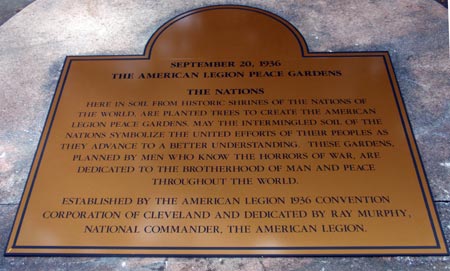 SEPTEMBER 20, 1936
THE AMERICAN LEGION PEACE GARDENS
THE NATIONS
HERE IN SOIL FROM HISTORIC SHRINES OF THE NATIONS OF
THE WORLD, ARE PLANTED TREES TO CREATE THE AMERICAN
LEGION PEACE GARDENS. MAY THE INTERMINGLED SOIL OF THE
NATIONS SYMBOLIZE THE UNITED EFFORTS OF THEIR PEOPLES AS
THEY ADVANCE TO A BETTER UNDERSTANDING. THESE GARDENS,
PLANNED BY MEN WHO KNOW THE HORRORS OF WAR, ARE
DEDICATED TO THE BROTHERHOOD OF MAN AND PEACE
THROUGHOUT THE WORLD.
ESTABLISHED BY THE AMERICAN LEGION 1936 CONVENTION
CORPORATION OF CLEVELAND AND DEDICATED BY RAY MURPHY,
NATIONAL COMMANDER, THE AMERICAN LEGION.